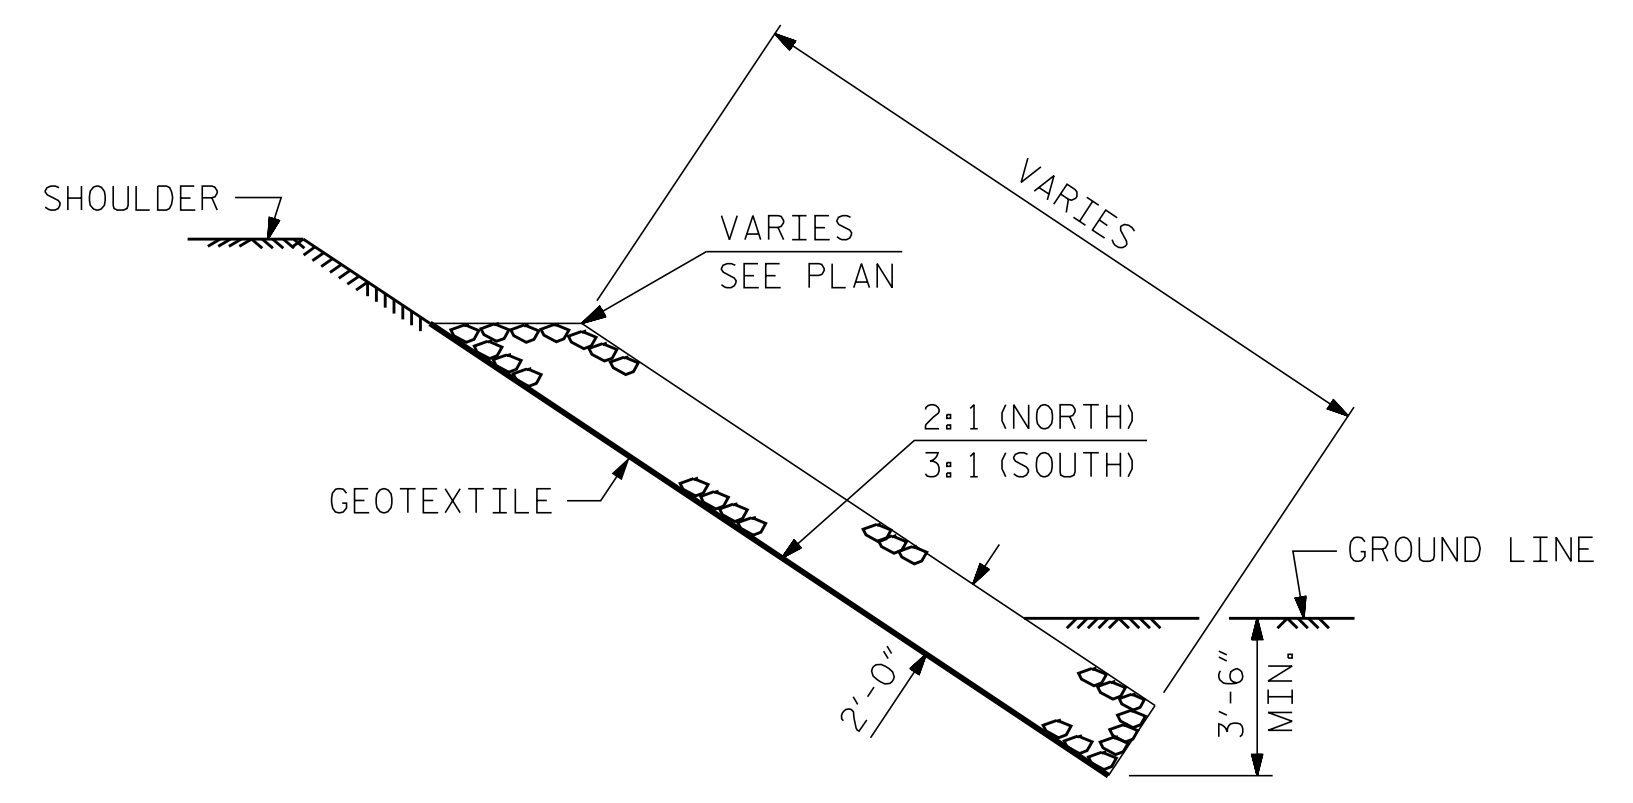 VARIES
SHOULDER
VARIES
SEE PLAN
2:1 (NORTH)
3:1 (SOUTH)
GEOTEXTILE
GROUND LINE
2'-0"
3'-6"
MIN.